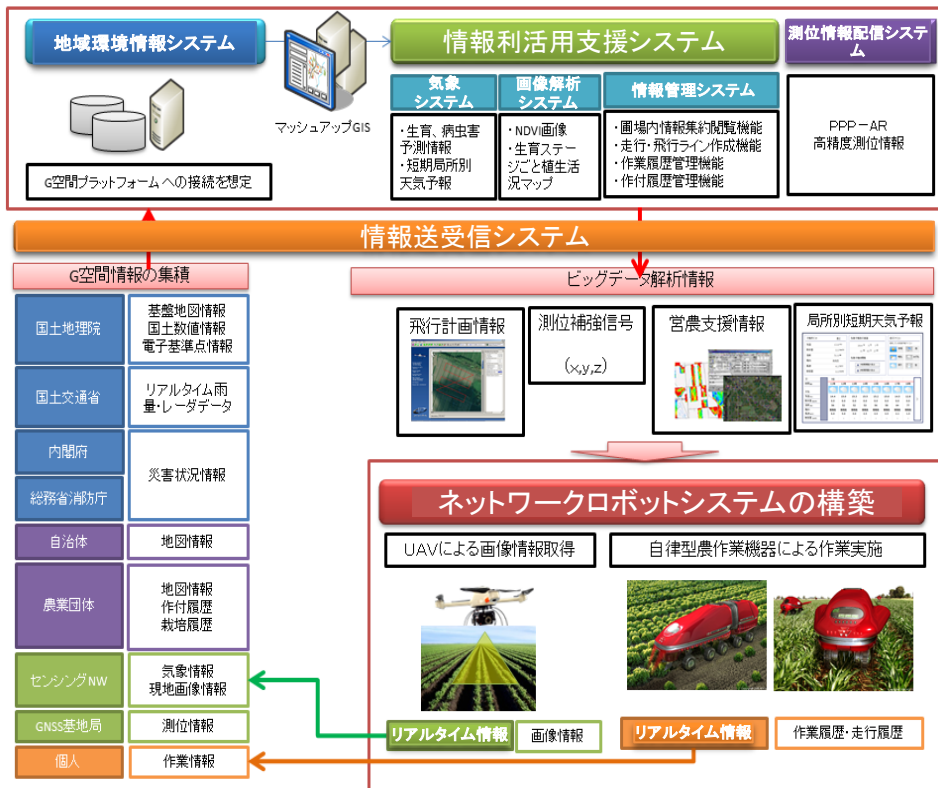 地域環境情報システム
マッシュアップGIS
G空間プラットフォームへの接続を想定
情報利活用支援システム
気象
システム
・生育、病虫害
予測情報
・短期局所別
天気予報
画像解析
システム
・NDVI画像
・生育ステー
ジごと植生活
況マップ
情報管理システム
・圃場内情報集約閲覧機能
・走行・飛行ライン作成機能
・作業履歴管理機能
・作付履歴管理機能
測位情報配信システ
ム
PPP－AR
高精度測位情報
情報送受信システム
G空間情報の集積
国土地理院
基盤地図情報
国土数値情報
電子基準点情報
国土交通省
リアルタイム雨
量・レーダデータ
内閣府
総務省消防庁
災害状況情報
自治体
地図情報
農業団体
地図情報
作付履歴
栽培履歴
センシングNW
気象情報
現地画像情報
GNSS基地局
測位情報
個人
作業情報
ビッグデータ解析情報
飛行計画情報
測位補強信号
(x,y,z)
営農支援情報
局所別短期天気予報
ネットワークロボットシステムの構築
UAVによる画像情報取得
自律型農作業機器による作業実施
リアルタイム情報
画像情報
リアルタイム情報
作業履歴・走行履歴